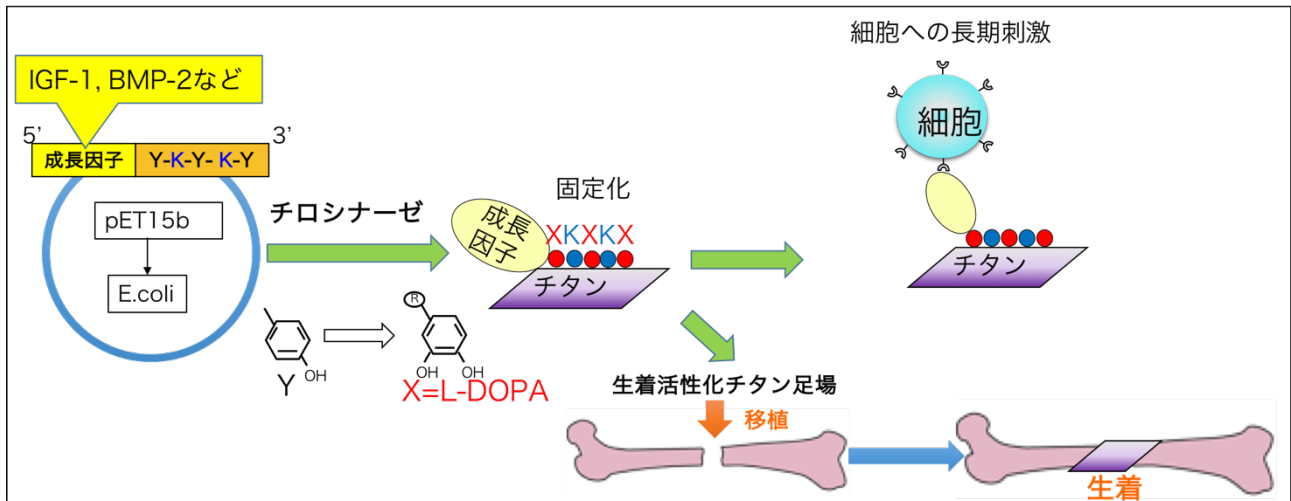 IGF-1, BMP-2など
5’
3’
成長因子
Y-K-Y- K-Y
pET15b
E.coli
チロシナーゼ
OH
Y
R
OH OH
X=L-DOPA
固定化
成長
因子
XKXKX
チタン
細胞への長期刺激
細胞
チタン
生着活性化チタン足場
移植
生着